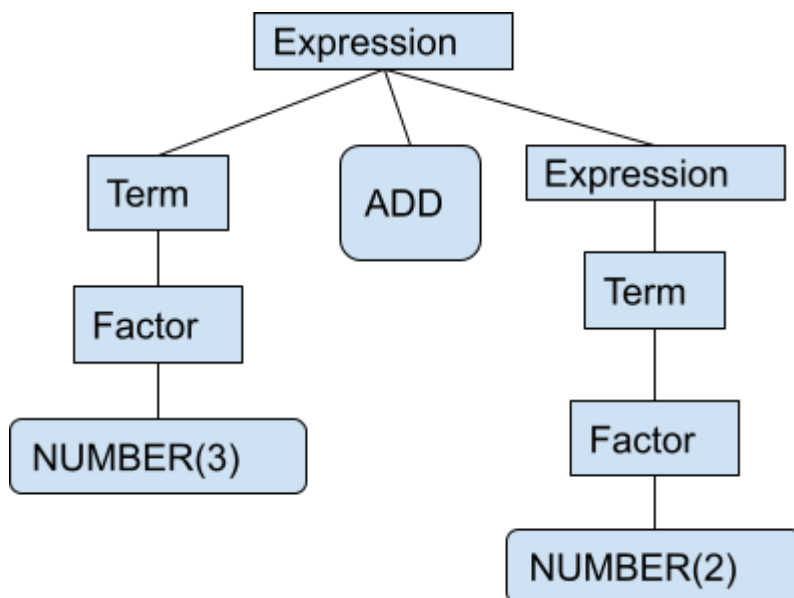 Expression
Term
ADD
Expression
Factor
Term
NUMBER(3)
Factor
NUMBER(2)